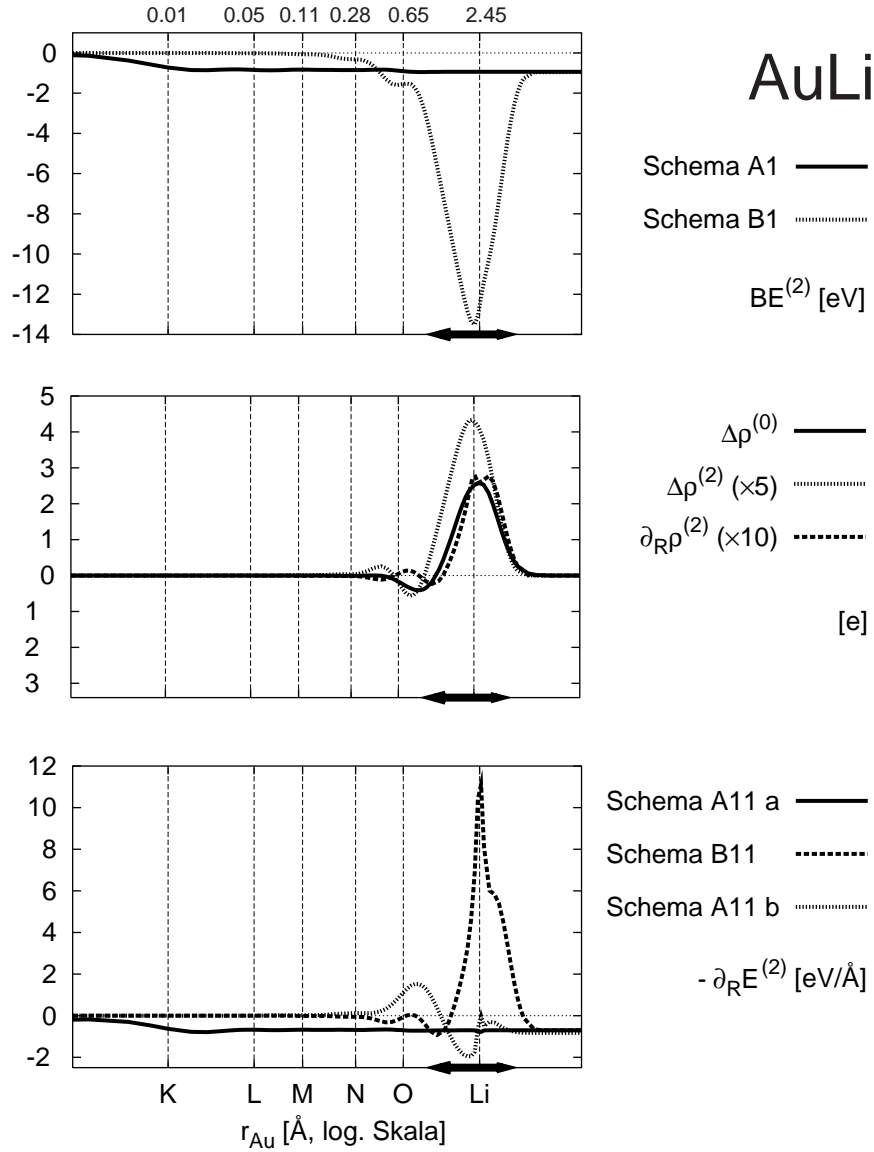 0.01 0.05 0.11 0.28 0.65 2.45
0
-2
-4
-6
-8
-10
-12
-14
AuLi
Schema A1
Schema B1
BE(2) [eV]
5
4
3
2
1
0
1
2
3
Δρ(0)
Δρ(2) (×5)
∂Rρ(2) (×10)
[e]
12
10
8
6
4
2
0
-2
Schema A11 a
Schema B11
Schema A11 b
- ∂RE(2) [eV/Å]
K L M N O Li
rAu [Å, log. Skala]